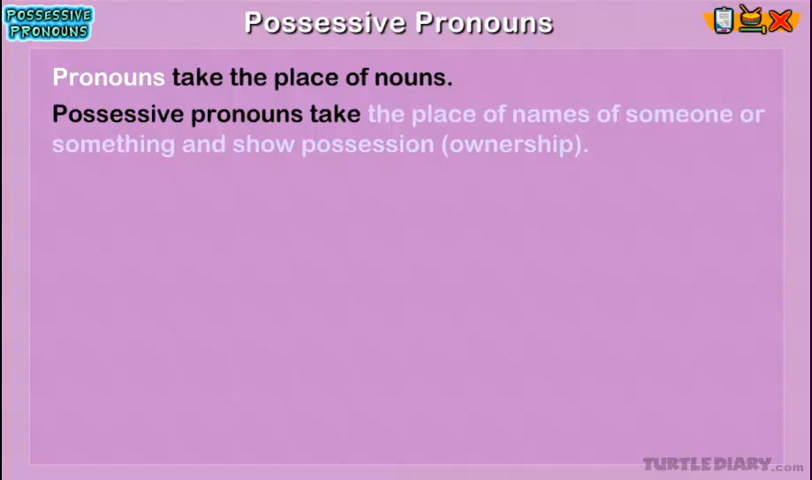 POSSESSIVE
PRONOUNS
Possessive Pronouns
Pronouns take the place of nouns.
Possessive pronouns take the place of names of someone or
something and show possession (ownership).
TURTLEDIARY.com